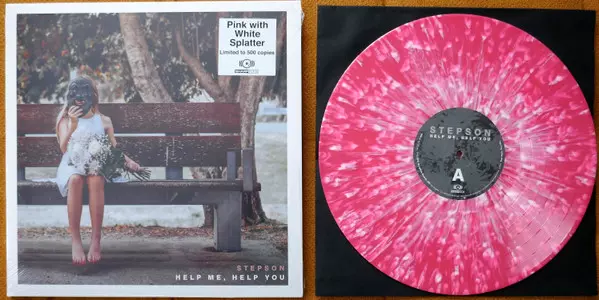 Pink with
White
Splatter
Limited to 500 copies
STEPSON
HELP ME, HELP YOU
STEPSON
HELP ME, HELP YOU
A